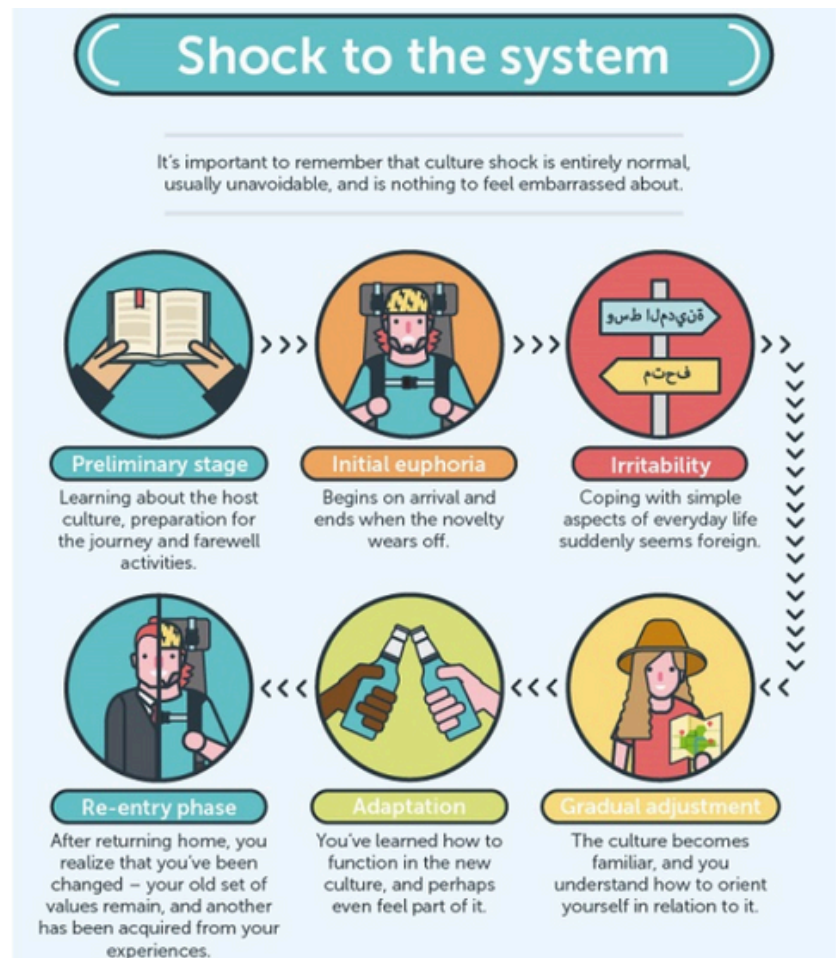 Shock to the system
It's important to remember that culture shock is entirely normal,
usually unavoidable, and is nothing to feel embarrassed about.
Preliminary stage
Learning about the host
culture, preparation for
the journey and farewell
activities.
Initial euphoria
Begins on arrival and
ends when the novelty
wears off.
ةنيدملا طسو
فحتم
Irritability
Coping with simple
aspects of everyday life
suddenly seems foreign.
Gradual adjustment
The culture becomes
familiar, and you
understand how to orient
yourself in relation to it.
Adaptation
You've learned how to
function in the new
culture, and perhaps
even feel part of it.
Re-entry phase
After returning home, you
realize that you've been
changed – your old set of
values remain, and another
has been acquired from your
experiences.